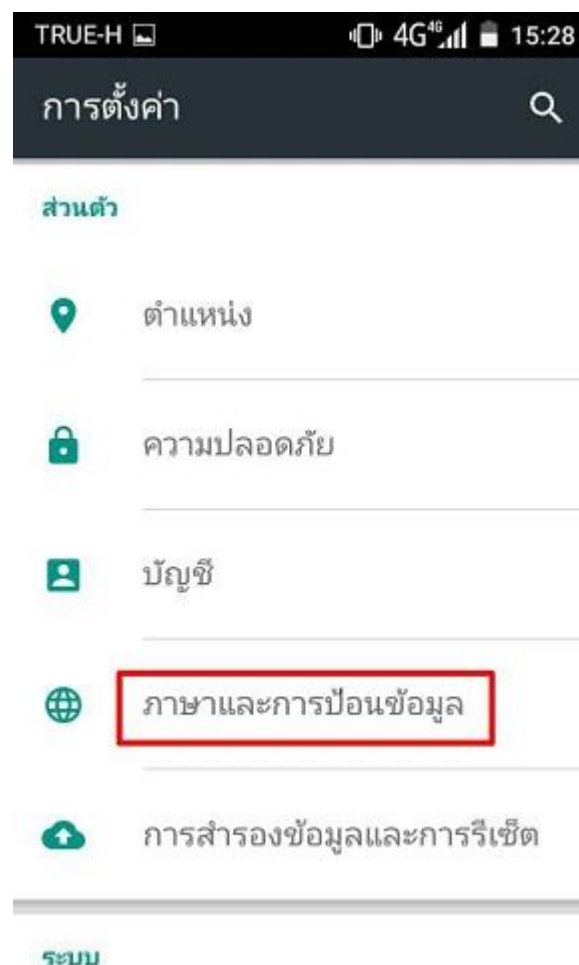 TRUE-H 4G 4G 15:28
การตั้งค่า
ส่วนตัว
ตำแหน่ง
ความปลอดภัย
บัญชี
ภาษาและการป้อนข้อมูล
การสำรองข้อมูลและการรีเซ็ต
ระบบ